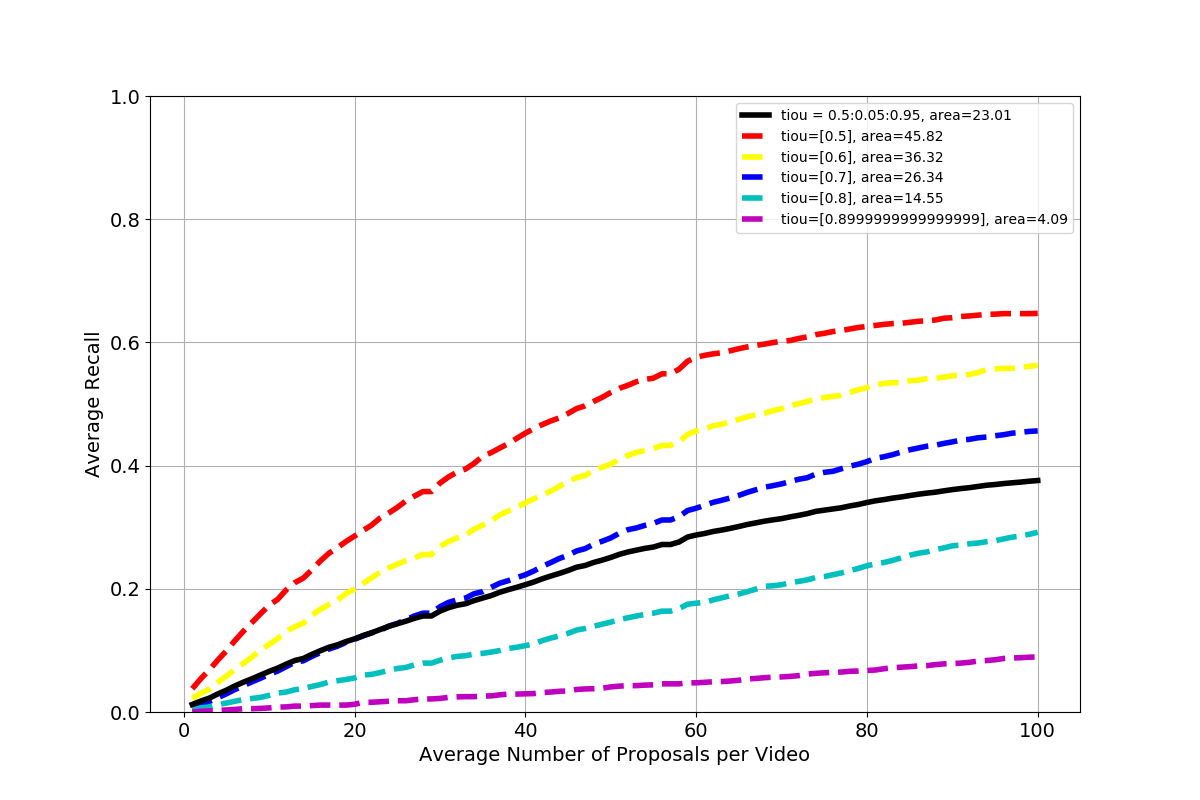 tiou = 0.5:0.05:0.95, area=23.01
tiou=[0.5], area=45.82
tiou=[0.6], area=36.32
tiou=[0.7], area=26.34
tiou=[0.8], area=14.55
tiou=[0.8999999999999999], area=4.09
1.0
0.8
0.6
0.4
0.2
0.0
Average Recall
0 20 40 60 80 100
Average Number of Proposals per Video